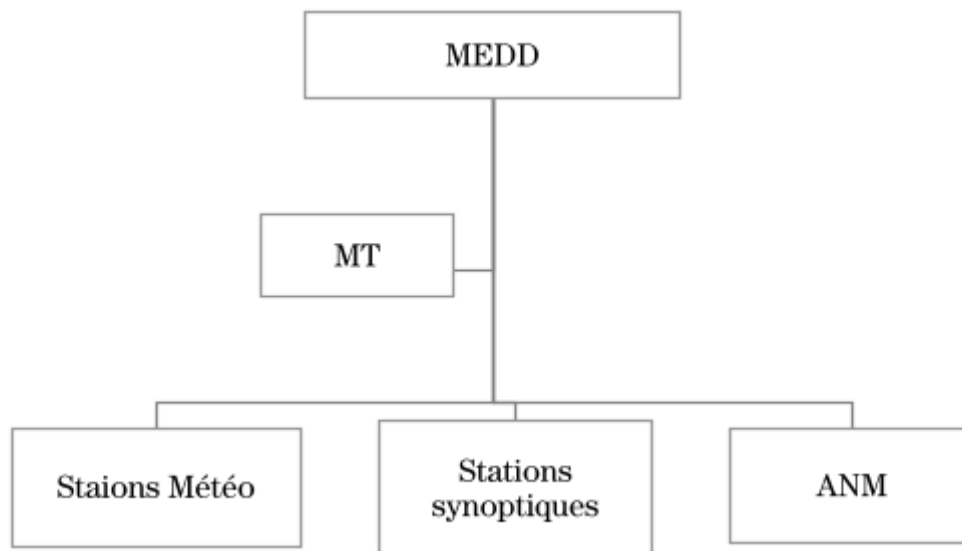 MEDD
MT
Staions Météo
Stations
synoptiques
ANM